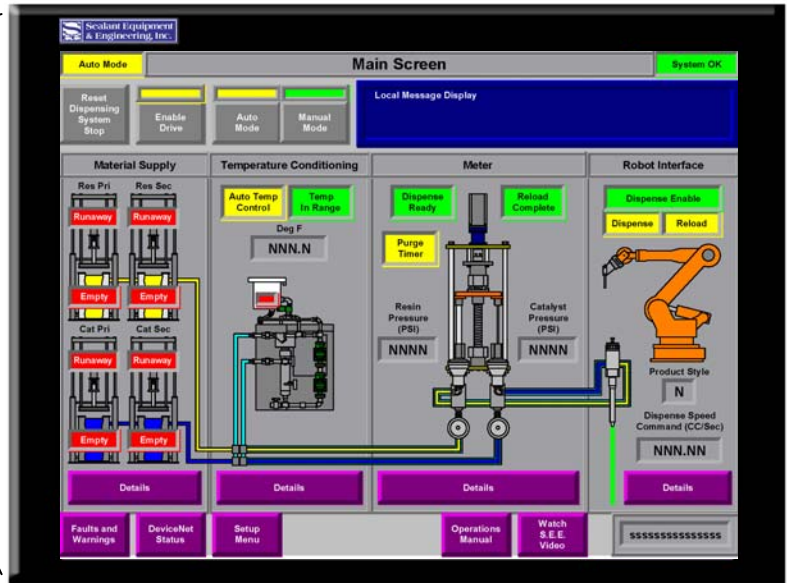 Sealant Equipment
& Engineering, Inc.
Auto Mode
Main Screen
System OK
Reset
Dispensing
System
Stop
Enable
Drive
Auto
Mode
Manual
Mode
Local Message Display
Material Supply
Temperature Conditioning
Meter
Robot Interface
Res Pri
Res Sec
Runaway
Runaway
Empty
Empty
Cat Pri
Cat Sec
Runaway
Runaway
Empty
Empty
Auto Temp
Control
Temp
In Range
Deg F
NNN.N
Dispense
Ready
Reload
Complete
Purge
Timer
Resin
Pressure
(PSI)
NNNN
Catalyst
Pressure
(PSI)
NNNN
Dispense Enable
Dispense
Reload
Product Style
N
Dispense Speed
Command (CC/Sec)
NNN.NN
Details
Details
Details
Details
Faults and
Warnings
DeviceNet
Status
Setup
Menu
Operations
Manual
Watch
S.E.E.
Video
sssssssssssssss